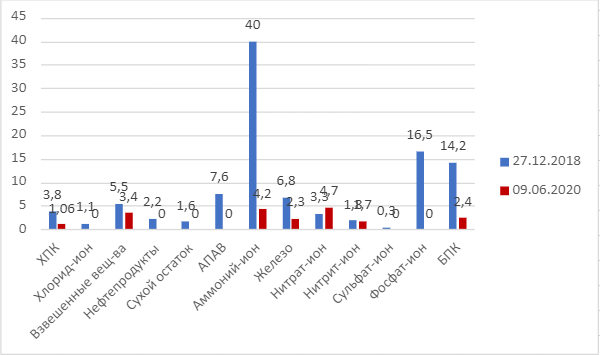 45
40
35
30
25
20
15
10
5
0
3,8
1,06
1,1
0
5,5
3,4
2,2
0
1,6
0
7,6
0
40
4,2
6,8
2,3
3,3
4,7
1,8
1,7
0,3
0
16,5
0
14,2
2,4
ХПК
Хлорид-ион
Взвешенные вещ-ва
Нефтепродукты
Сухой остаток
АПАВ
Аммоний-ион
Железо
Нитрат-ион
Нитрит-ион
Сульфат-ион
Фосфат-ион
БПК
27.12.2018
09.06.2020